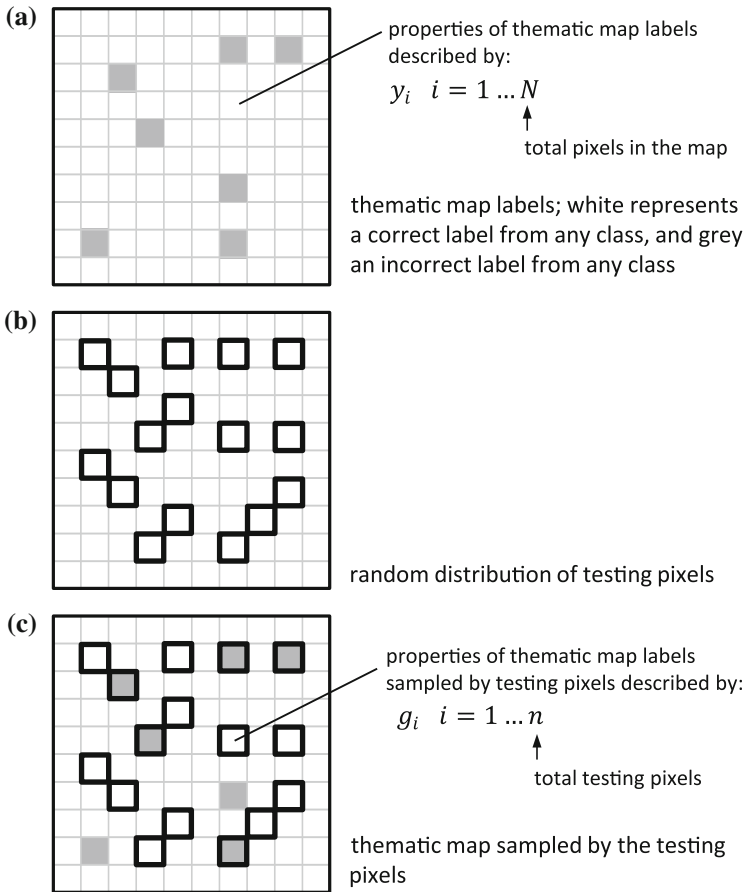 (a)
properties of thematic map labels
described by:
y_i  i = 1 … N
total pixels in the map
thematic map labels; white represents
a correct label from any class, and grey
an incorrect label from any class
(b)
random distribution of testing pixels
(c)
properties of thematic map labels
sampled by testing pixels described by:
g_i  i = 1 … n
total testing pixels
thematic map sampled by the testing
pixels